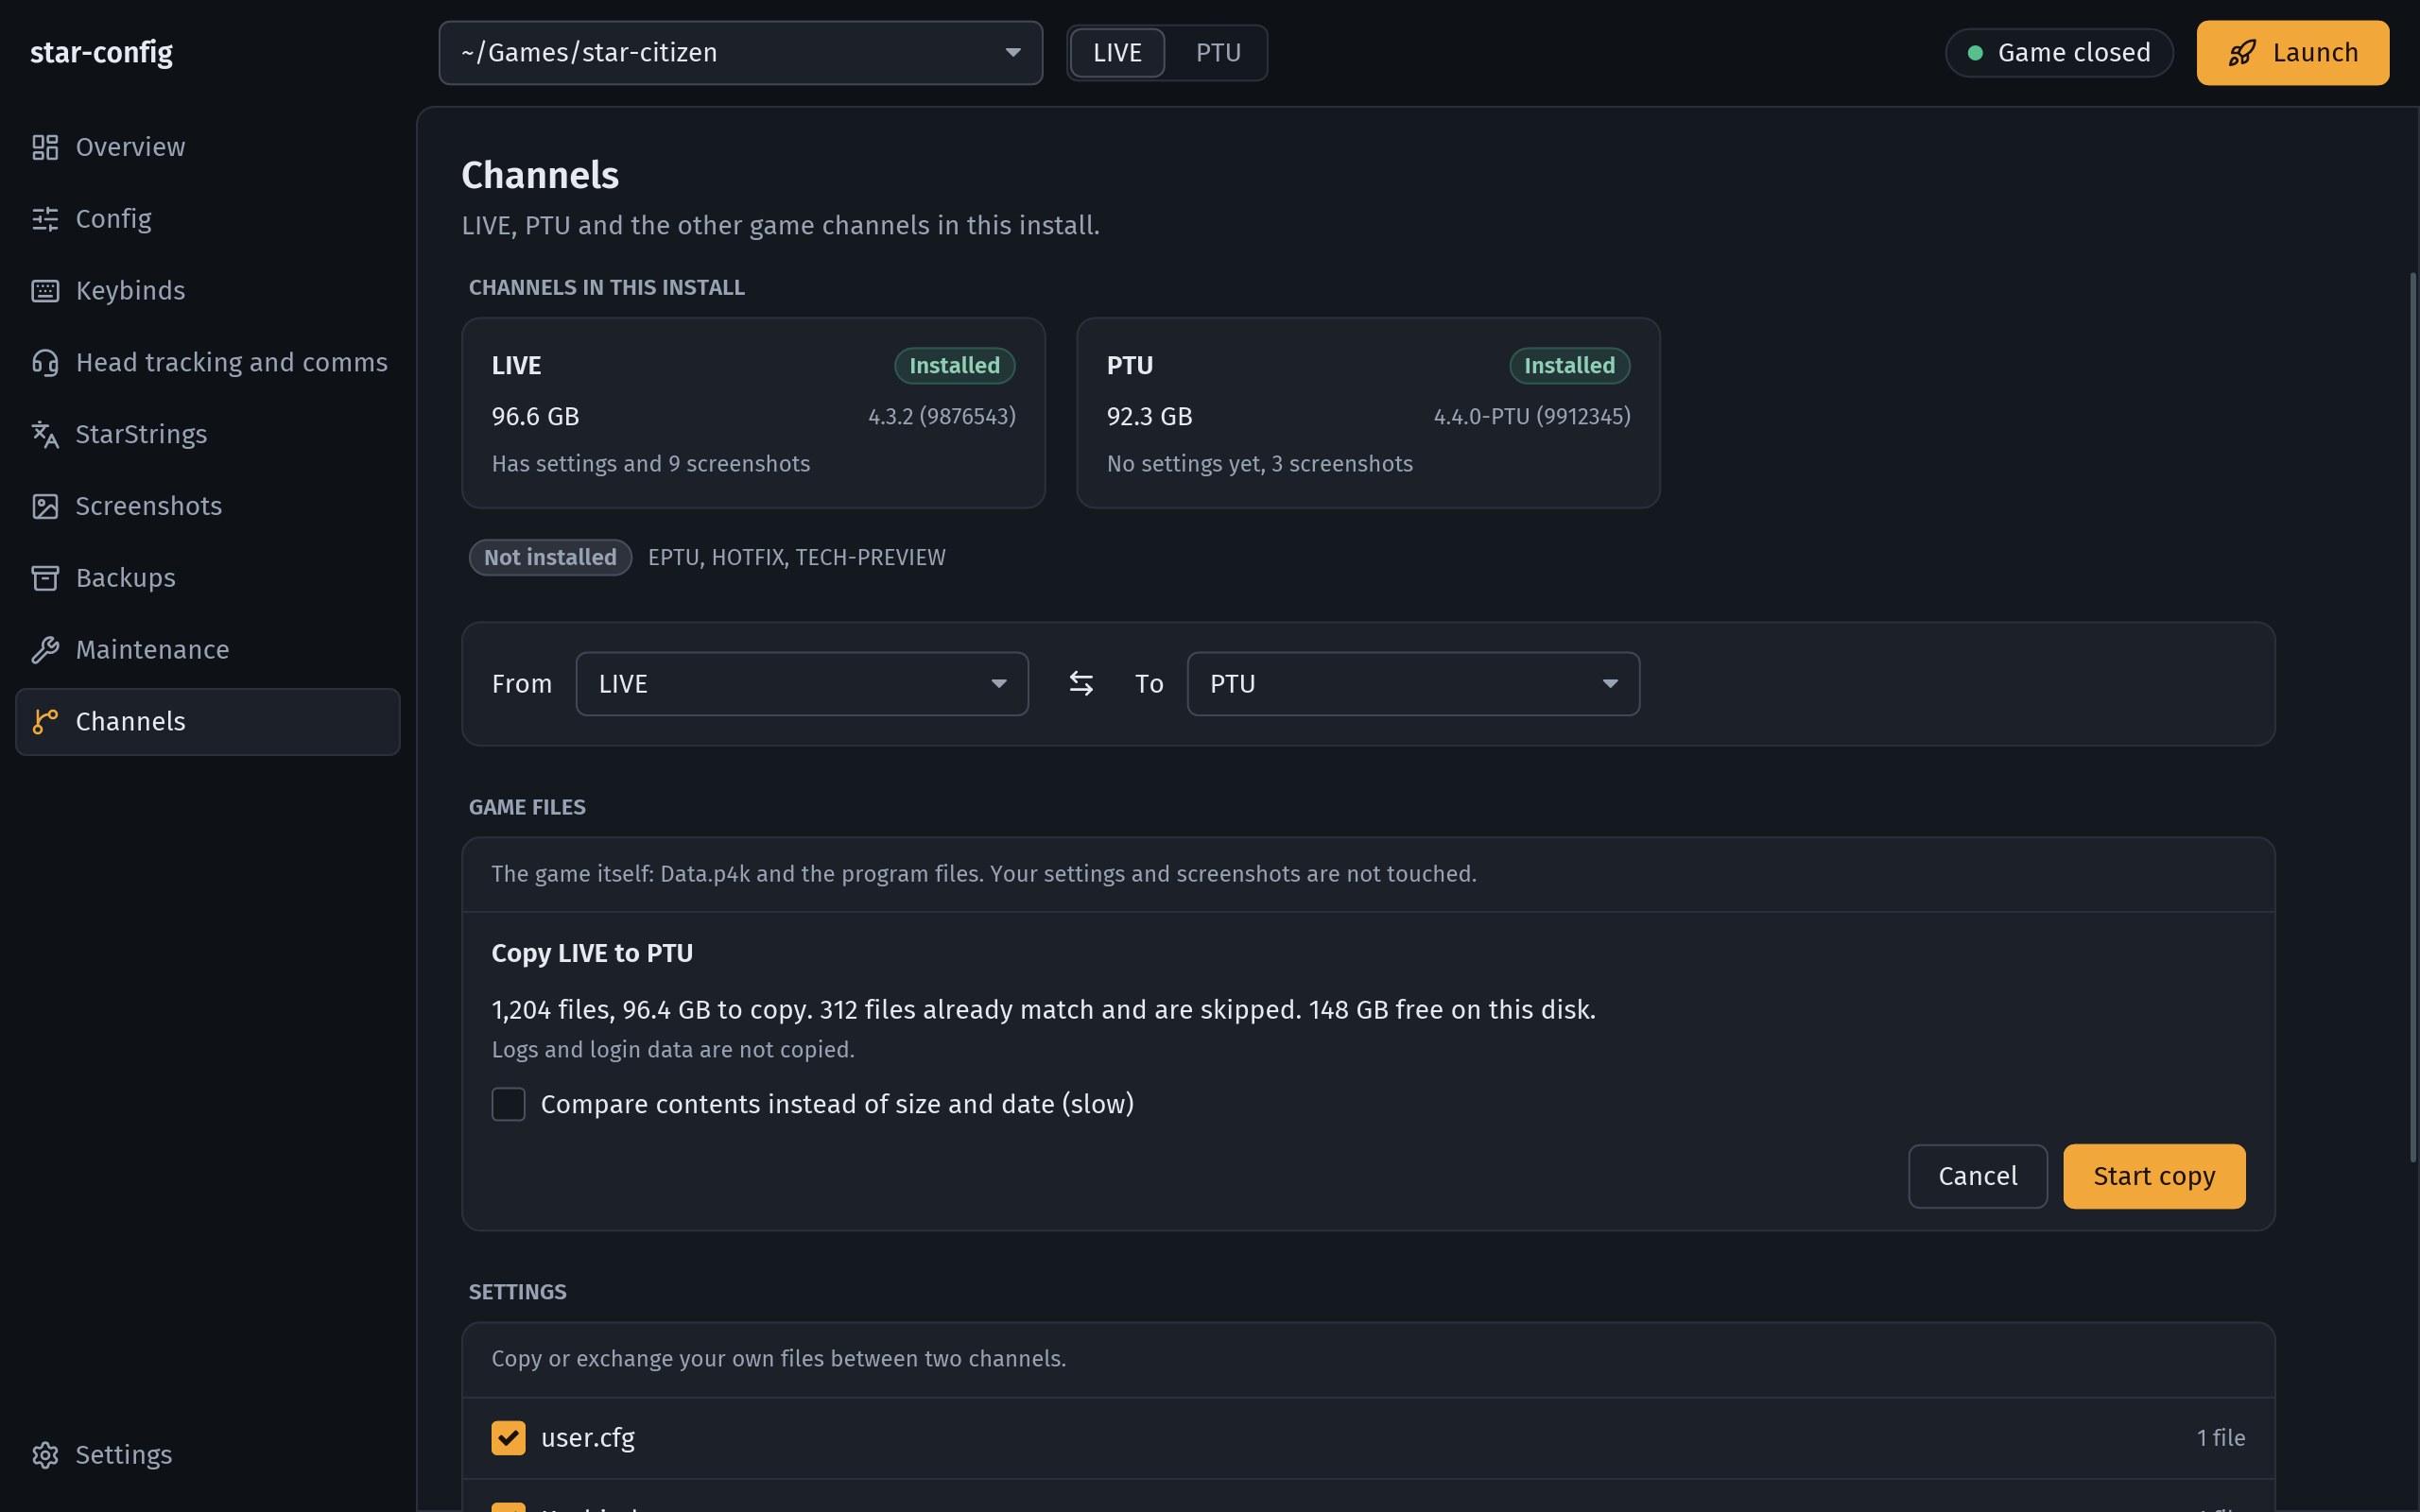 star-config
~/Games/star-citizen
LIVE
PTU
Game closed
Launch
Overview
Config
Keybinds
Head tracking and comms
StarStrings
Screenshots
Backups
Maintenance
Channels
Settings
Channels
LIVE, PTU and the other game channels in this install.
CHANNELS IN THIS INSTALL
LIVE
Installed
96.6 GB
4.3.2 (9876543)
Has settings and 9 screenshots
PTU
Installed
92.3 GB
4.4.0-PTU (9912345)
No settings yet, 3 screenshots
Not installed
EPTU, HOTFIX, TECH-PREVIEW
From
LIVE
To
PTU
GAME FILES
The game itself: Data.p4k and the program files. Your settings and screenshots are not touched.
Copy LIVE to PTU
1,204 files, 96.4 GB to copy. 312 files already match and are skipped. 148 GB free on this disk.
Logs and login data are not copied.
Compare contents instead of size and date (slow)
Cancel
Start copy
SETTINGS
Copy or exchange your own files between two channels.
user.cfg
1 file